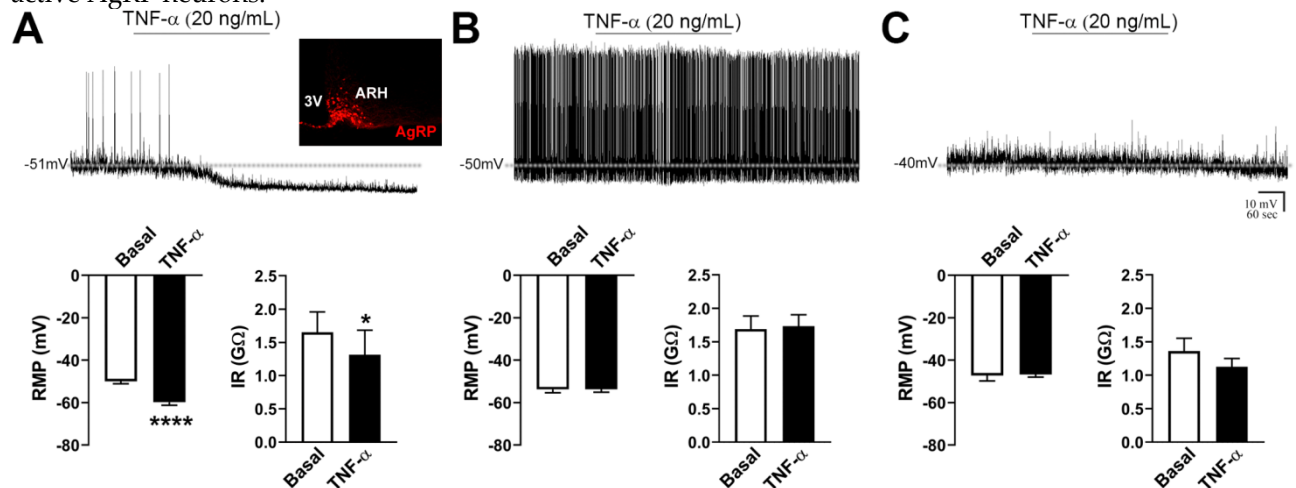 active AgRP neurons.
A
TNF-α (20 ng/mL)
3V
ARH
AgRP
-51mV
B
TNF-α (20 ng/mL)
-50mV
C
TNF-α (20 ng/mL)
-40mV
10 mV
60 sec
Basal
TNF-α
0
-20
-40
-60
-80
RMP (mV)
****
2.5
2.0
1.5
1.0
0.5
0.0
IR (GΩ)
*
Basal
TNF-α
Basal
TNF-α
0
-20
-40
-60
-80
RMP (mV)
2.5
2.0
1.5
1.0
0.5
0.0
IR (GΩ)
Basal
TNF-α
Basal
TNF-α
0
-20
-40
-60
-80
RMP (mV)
2.5
2.0
1.5
1.0
0.5
0.0
IR (GΩ)
Basal
TNF-α